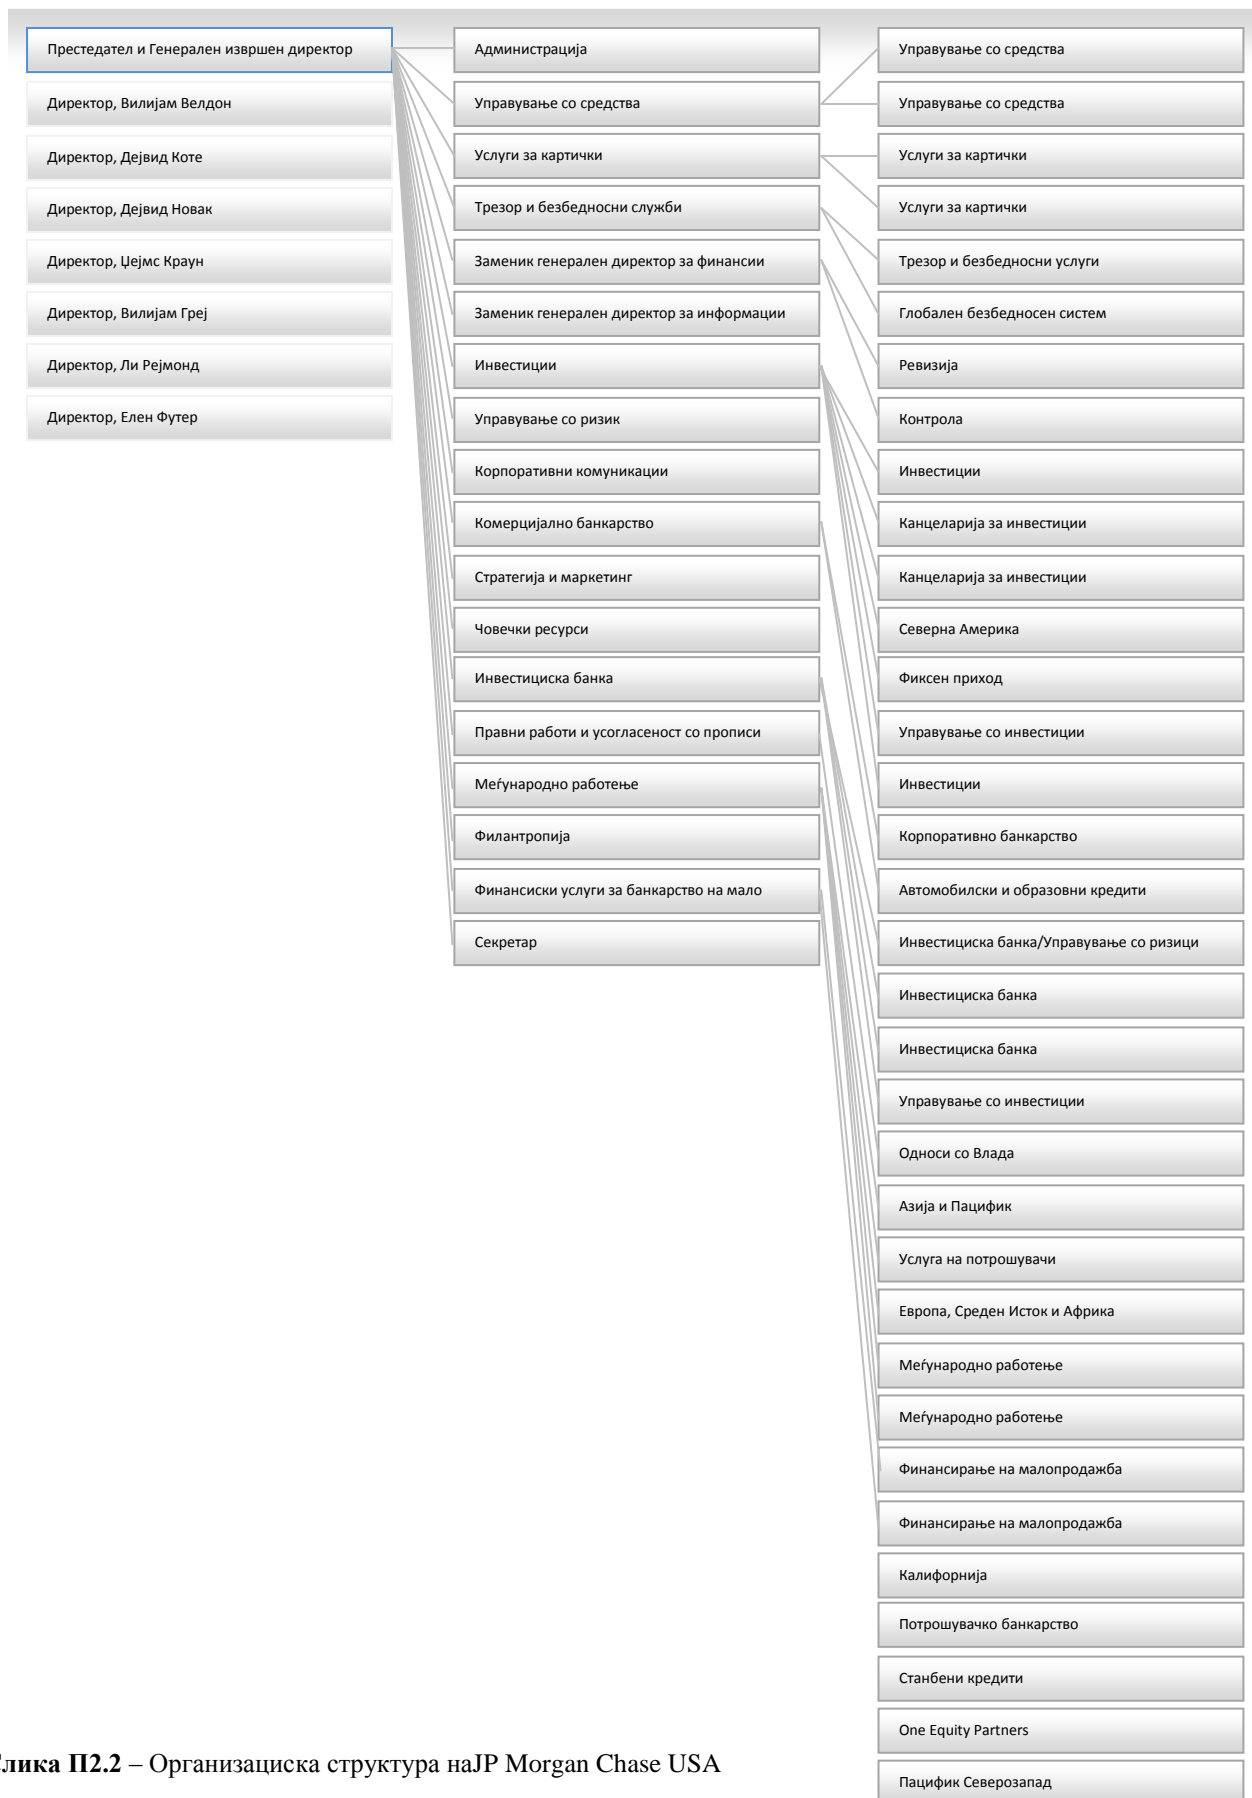 Престедател и Генерален извршен директор
Директор, Вилијам Велдон
Директор, Дејвид Коте
Директор, Дејвид Новак
Директор, Џејмс Краун
Директор, Вилијам Греј
Директор, Ли Рејмонд
Директор, Елен Футер
Администрација
Управување со средства
Услуги за картички
Трезор и безбедносни служби
Заменик генерален директор за финансии
Заменик генерален директор за информации
Инвестиции
Управување со ризик
Корпоративни комуникации
Комерцијално банкарство
Стратегија и маркетинг
Човечки ресурси
Инвестициска банка
Правни работи и усогласеност со прописи
Меѓународно работење
Филантропија
Финансиски услуги за банкарство на мало
Секретар
Управување со средства
Управување со средства
Услуги за картички
Услуги за картички
Трезор и безбедносни услуги
Глобален безбедносен систем
Ревизија
Контрола
Инвестиции
Канцеларија за инвестиции
Канцеларија за инвестиции
Северна Америка
Фиксен приход
Управување со инвестиции
Инвестиции
Корпоративно банкарство
Автомобилски и образовни кредити
Инвестициска банка/Управување со ризици
Инвестициска банка
Инвестициска банка
Управување со инвестиции
Односи со Влада
Азија и Пацифик
Услуга на потрошувачи
Европа, Среден Исток и Африка
Меѓународно работење
Меѓународно работење
Финансирање на малопродажба
Финансирање на малопродажба
Калифорнија
Потрошувачко банкарство
Станбени кредити
One Equity Partners
Пацифик Северозапад
Слика П2.2 – Организациска структура наJP Morgan Chase USA